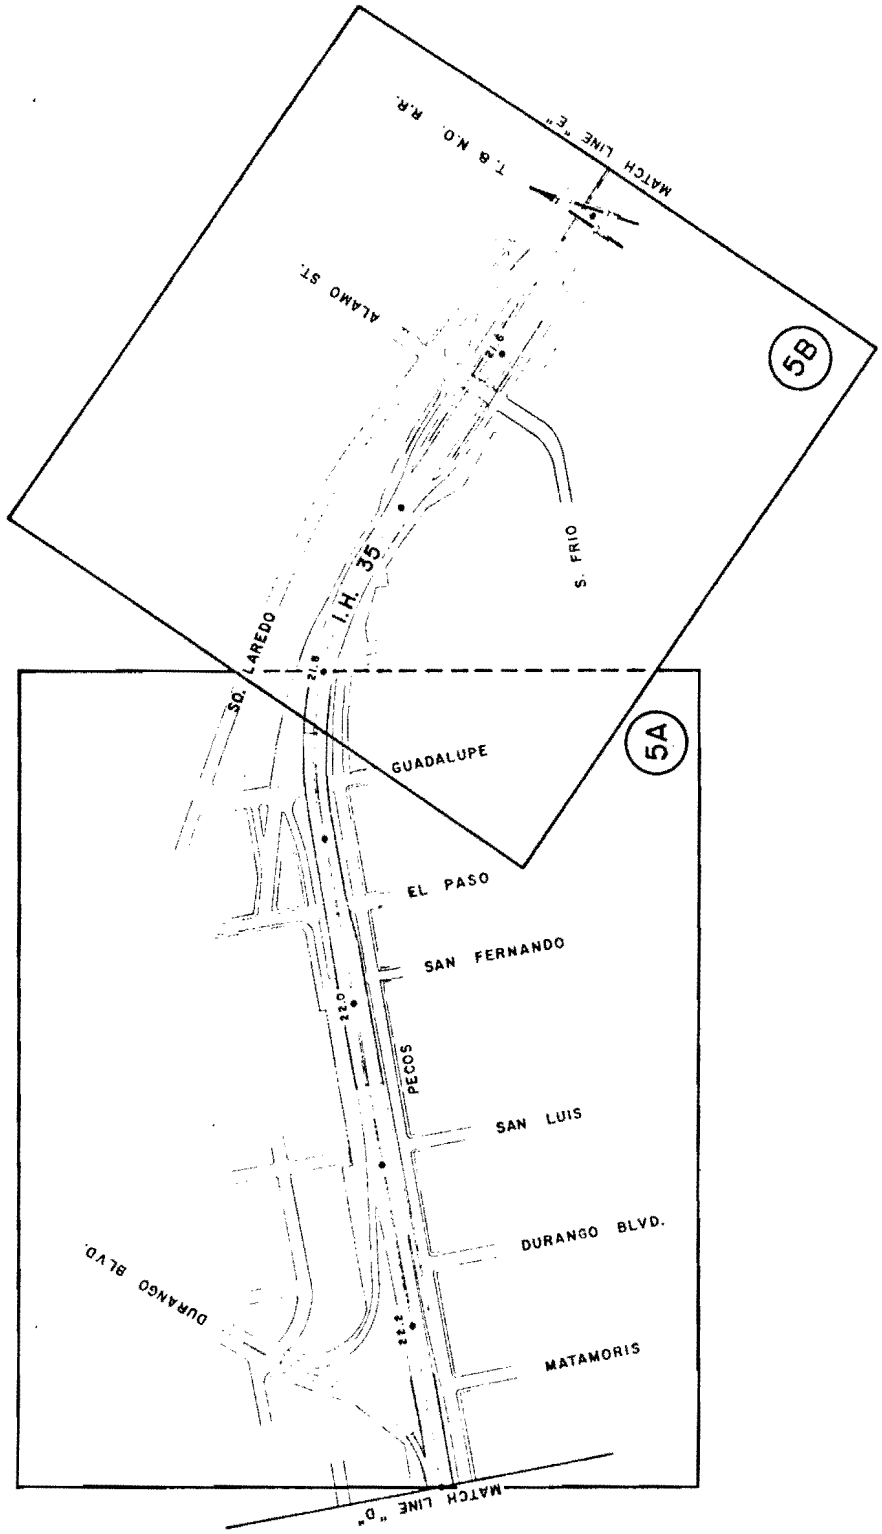 T. & N.O. R.R.
MATCH LINE "E"
ALAMO ST.
21.6
5B
I.H. 35
S. FRIO
SO. LAREDO
21.8
5A
GUADALUPE
EL PASO
SAN FERNANDO
22.0
PECOS
SAN LUIS
DURANGO BLVD.
DURANGO BLVD.
22.2
MATAMORIS
MATCH LINE "D"